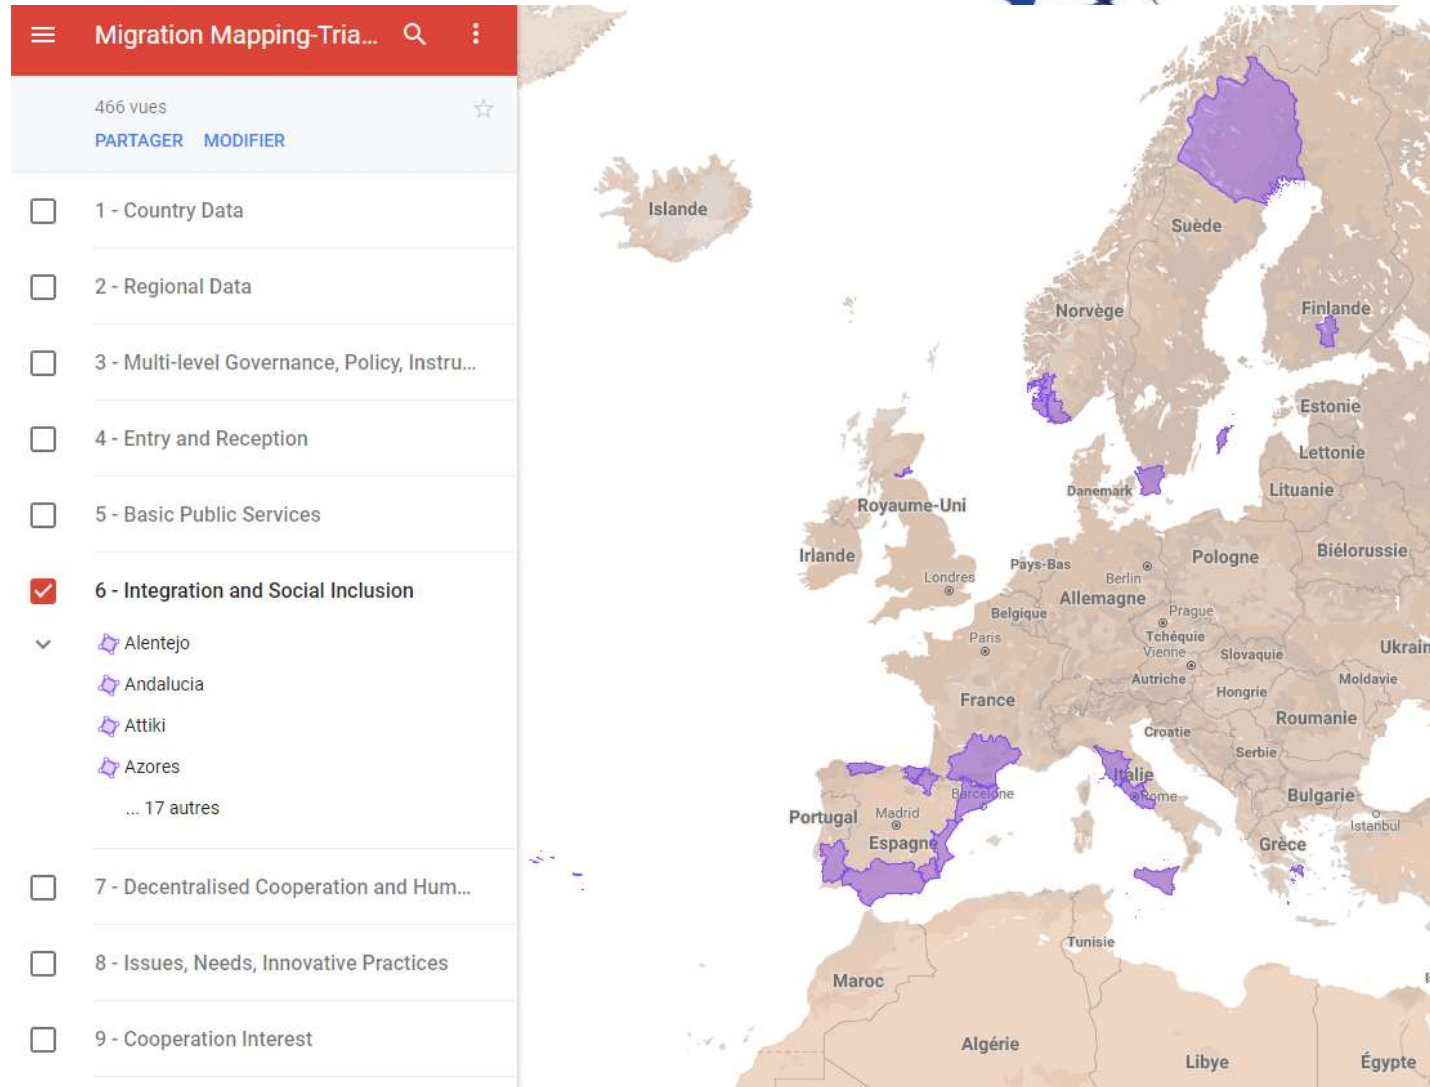 Migration Mapping-Tria...
466 vues
PARTAGER MODIFIER
1 - Country Data
2 - Regional Data
3 - Multi-level Governance, Policy, Instru...
4 - Entry and Reception
5 - Basic Public Services
6 - Integration and Social Inclusion
Alentejo
Andalucia
Attiki
Azores
... 17 autres
7 - Decentralised Cooperation and Hum...
8 - Issues, Needs, Innovative Practices
9 - Cooperation Interest
Islande
Suède
Norvège
Finlande
Estonie
Lettonie
Danemark
Lituanie
Royaume-Uni
Irlande
Pays-Bas
Pologne
Biélorussie
Londres
Berlin
Allemagne
Belgique
Prague
Paris
Tchéquie
Vienne
Slovaquie
Ukrain
Autriche
Moldavie
France
Hongrie
Roumanie
Croatie
Serbie
Italie
Barcelone
Rome
Bulgarie
Portugal
Madrid
Istanbul
Espagne
Grèce
Tunisie
Maroc
Algérie
Libye
Égypte